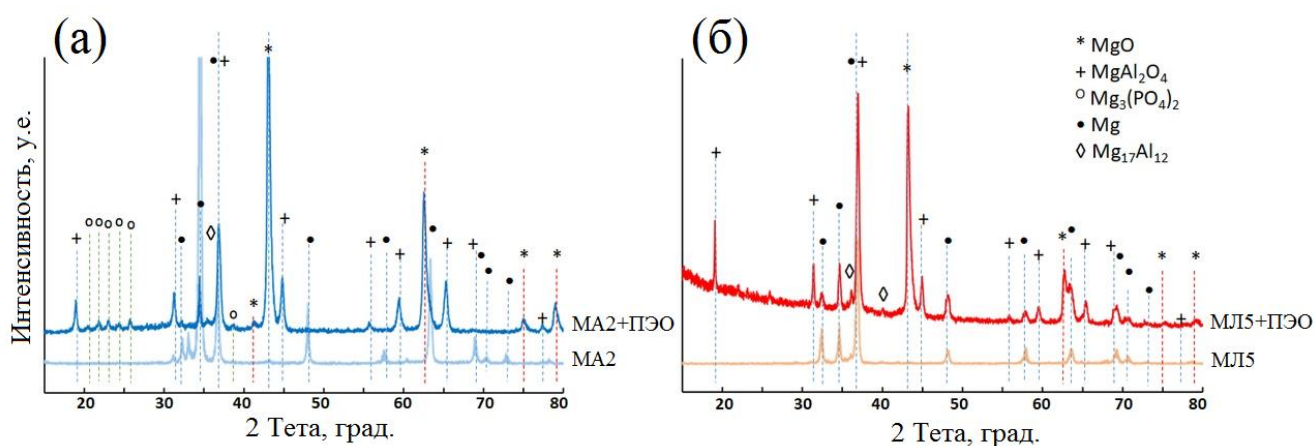 (а)
Интенсивность, у.е.
МА2+ПЭО
МА2
20 30 40 50 60 70 80
2 Тета, град.
(б)
* MgO
+ MgAl₂O₄
o Mg₃(PO₄)₂
• Mg
◊ Mg₁₇Al₁₂
МЛ5+ПЭО
МЛ5
20 30 40 50 60 70 80
2 Тета, град.